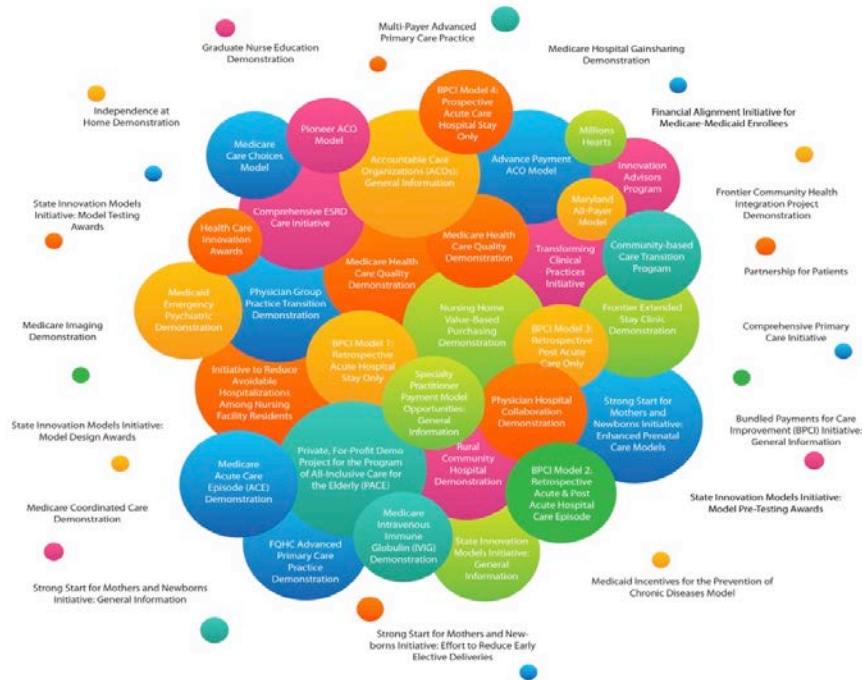 Multi-Payer Advanced
Primary Care Practice
Graduate Nurse Education
Demonstration
Medicare Hospital Gainsharing
Demonstration
Independence at
Home Demonstration
Financial Alignment Initiative for
Medicare-Medicaid Enrollees
BPCI Model 4:
Prospective
Acute Care
Hospital Stay
Only
Pioneer ACO
Model
Medicare
Care Choices
Model
Accountable Care
Organizations (ACOs):
General Information
Advance Payment
ACO Model
Millions
Hearts
Innovation
Advisors
Program
State Innovation Models
Initiative: Model Testing
Awards
Frontier Community Health
Integration Project
Demonstration
Comprehensive ESRD
Care Initiative
Maryland
All-Payer
Model
Health Care
Innovation
Awards
Medicare Health
Care Quality
Demonstration
Medicare Health
Care Quality
Demonstration
Transforming
Clinical
Practices
Initiative
Community-based
Care Transition
Program
Partnership for Patients
Medicaid
Emergency
Psychiatric
Demonstration
Physician Group
Practice Transition
Demonstration
Nursing Home
Value-Based
Purchasing
Demonstration
Frontier Extended
Stay Clinic
Demonstration
Medicare Imaging
Demonstration
Comprehensive Primary
Care Initiative
BPCI Model 1:
Retrospective
Acute Hospital
Stay Only
BPCI Model 3:
Retrospective
Post Acute
Care Only
Initiative to Reduce
Avoidable
Hospitalizations
Among Nursing
Facility Residents
Specialty
Practitioner
Payment Model
Opportunities:
General
Information
Physician Hospital
Collaboration
Demonstration
Strong Start for
Mothers and
Newborns Initiative:
Enhanced Prenatal
Care Models
State Innovation Models Initiative:
Model Design Awards
Bundled Payments for Care
Improvement (BPCI) Initiative:
General Information
Private, For-Profit Demo
Project for the Program
of All-Inclusive Care for
the Elderly (PACE)
Rural
Community
Hospital
Demonstration
Medicare
Acute Care
Episode (ACE)
Demonstration
BPCI Model 2:
Retrospective
Acute & Post
Acute Hospital
Care Episode
Medicare Coordinated Care
Demonstration
State Innovation Models Initiative:
Model Pre-Testing Awards
Medicare
Intravenous
Immune
Globulin (IVIG)
Demonstration
FQHC Advanced
Primary Care
Practice
Demonstration
State Innovation
Models Initiative:
General
Information
Strong Start for Mothers and Newborns
Initiative: General Information
Medicaid Incentives for the Prevention of
Chronic Diseases Model
Strong Start for Mothers and New-
borns Initiative: Effort to Reduce Early
Elective Deliveries